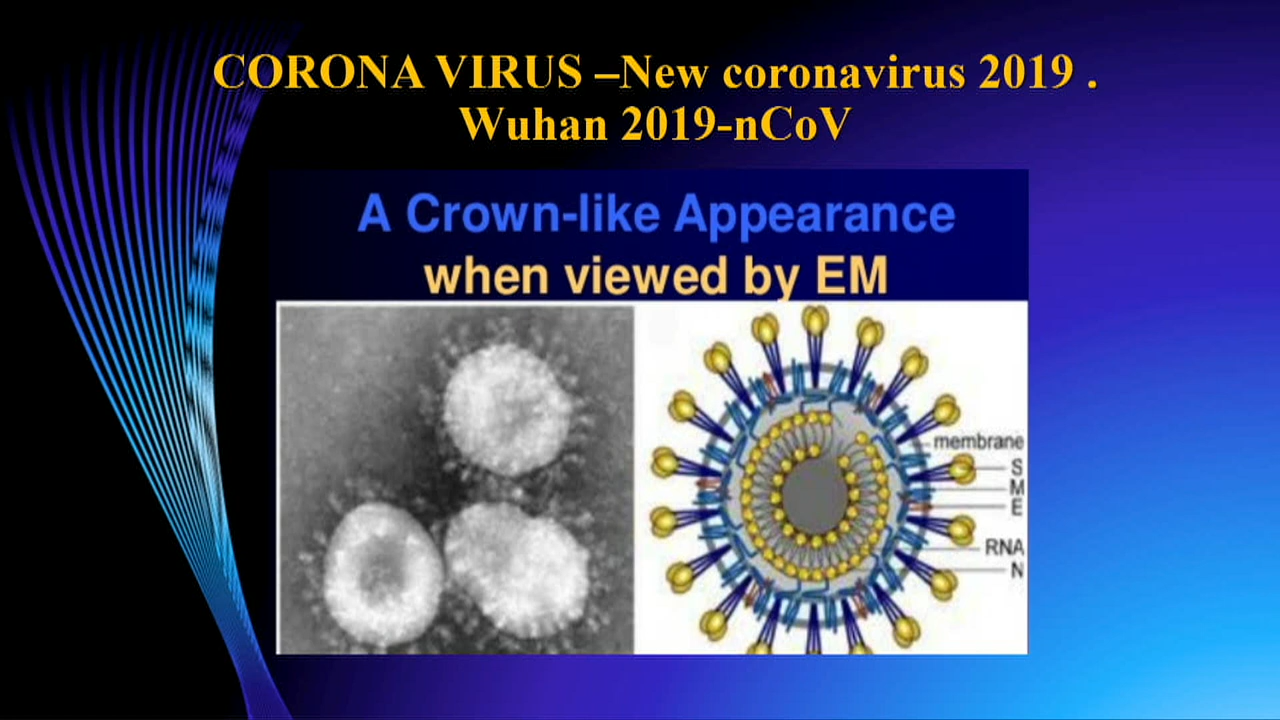 CORONA VIRUS –New coronavirus 2019 .
Wuhan 2019-nCoV
A Crown-like Appearance
when viewed by EM
membrane
S
M
E
RNA
N